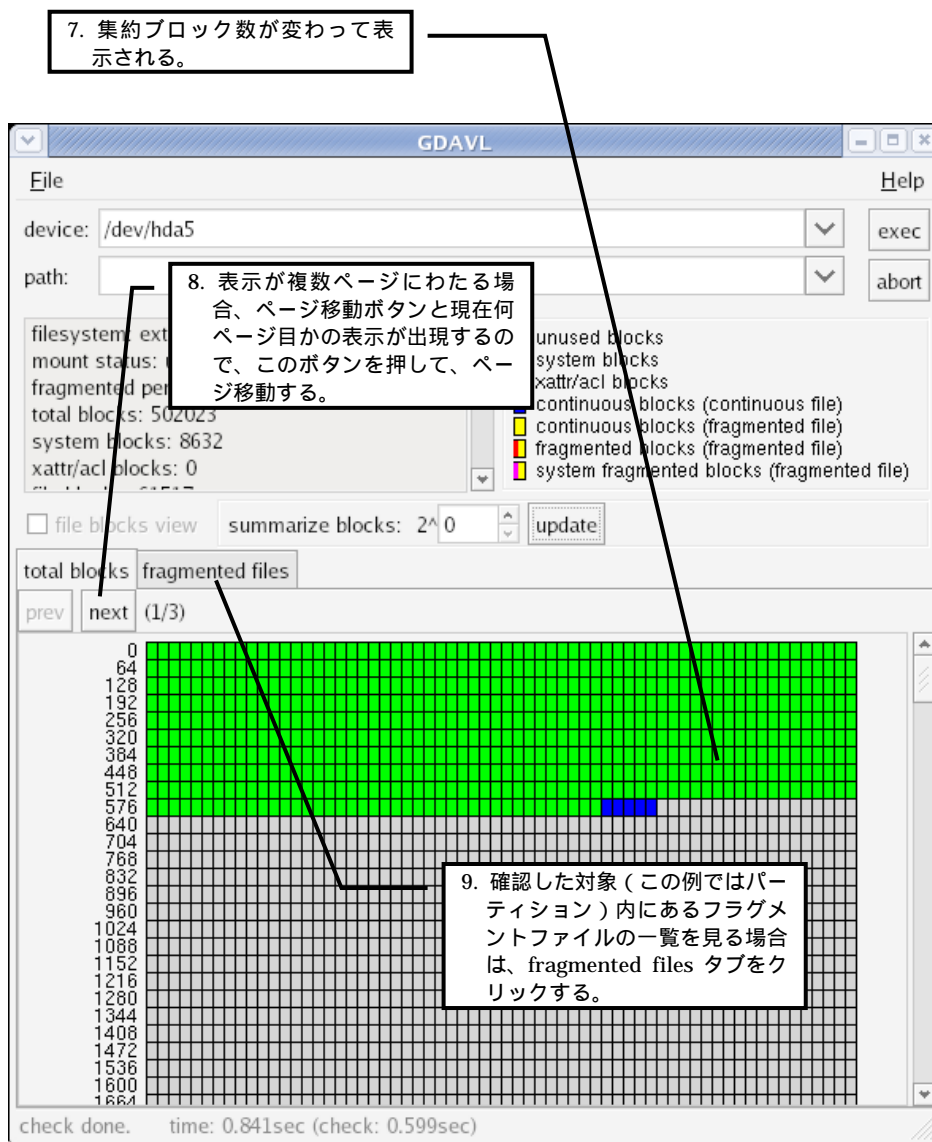 7. 集約ブロック数が変わって表
示される。
GDAVL
File Help
device: /dev/hda5 exec
path: abort
8. 表示が複数ページにわたる場
合、ページ移動ボタンと現在何
ページ目かの表示が出現するの
で、このボタンを押して、ペー
ジ移動する。
filesystem: ext
mount status:
fragmented per
total blocks: 502023
system blocks: 8632
xattr/acl blocks: 0
unused blocks
system blocks
xattr/acl blocks
continuous blocks (continuous file)
continuous blocks (fragmented file)
fragmented blocks (fragmented file)
system fragmented blocks (fragmented file)
file blocks view summarize blocks: 2^ 0 update
total blocks fragmented files
prev next (1/3)
0
64
128
192
256
320
384
448
512
576
640
704
768
832
896
960
1024
1088
1152
1216
1280
1344
1408
1472
1536
1600
1664
9. 確認した対象(この例ではパー
ティション)内にあるフラグメ
ントファイルの一覧を見る場合
は、fragmented files タブをク
リックする。
check done. time: 0.841sec (check: 0.599sec)